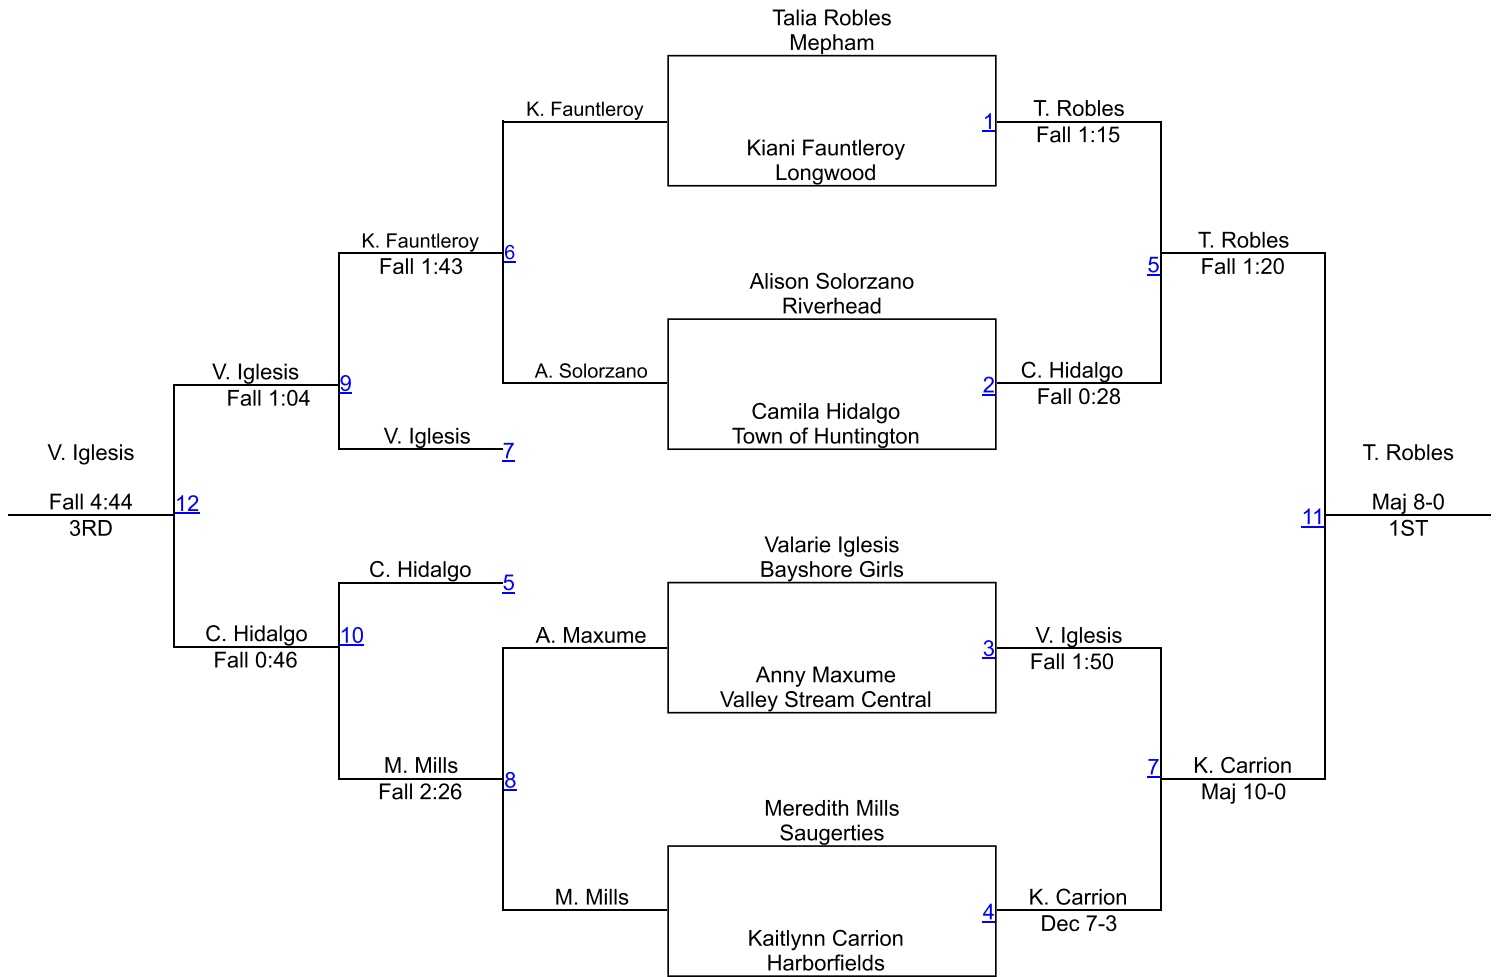 Talia Robles
Mepham
K. Fauntleroy
1
T. Robles
Fall 1:15
Kiani Fauntleroy
Longwood
K. Fauntleroy
Fall 1:43
6
T. Robles
Fall 1:20
5
Alison Solorzano
Riverhead
A. Solorzano
2
C. Hidalgo
Fall 0:28
Camila Hidalgo
Town of Huntington
V. Iglesis
Fall 1:04
9
V. Iglesis
7
V. Iglesis
Fall 4:44
3RD
12
T. Robles
Maj 8-0
1ST
11
C. Hidalgo
5
Valarie Iglesis
Bayshore Girls
C. Hidalgo
Fall 0:46
10
A. Maxume
3
V. Iglesis
Fall 1:50
Anny Maxume
Valley Stream Central
M. Mills
Fall 2:26
8
7
K. Carrion
Maj 10-0
Meredith Mills
Saugerties
M. Mills
4
K. Carrion
Dec 7-3
Kaitlynn Carrion
Harborfields